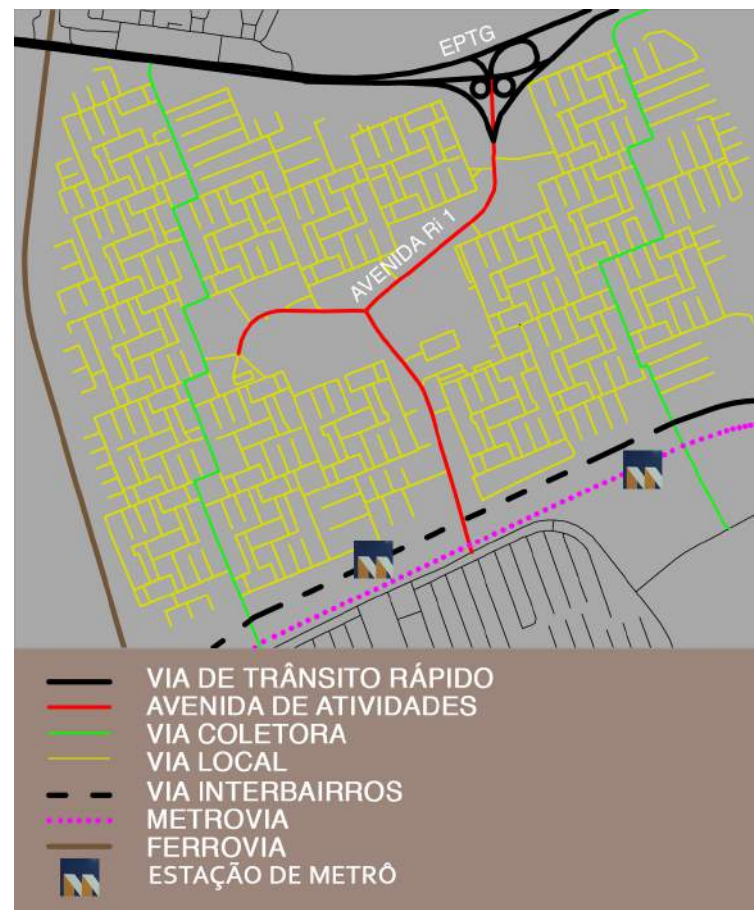 EPTG
AVENIDA Ri 1
VIA DE TRÂNSITO RÁPIDO
AVENIDA DE ATIVIDADES
VIA COLETORA
VIA LOCAL
VIA INTERBAIRROS
METROVIA
FERROVIA
ESTAÇÃO DE METRÔ